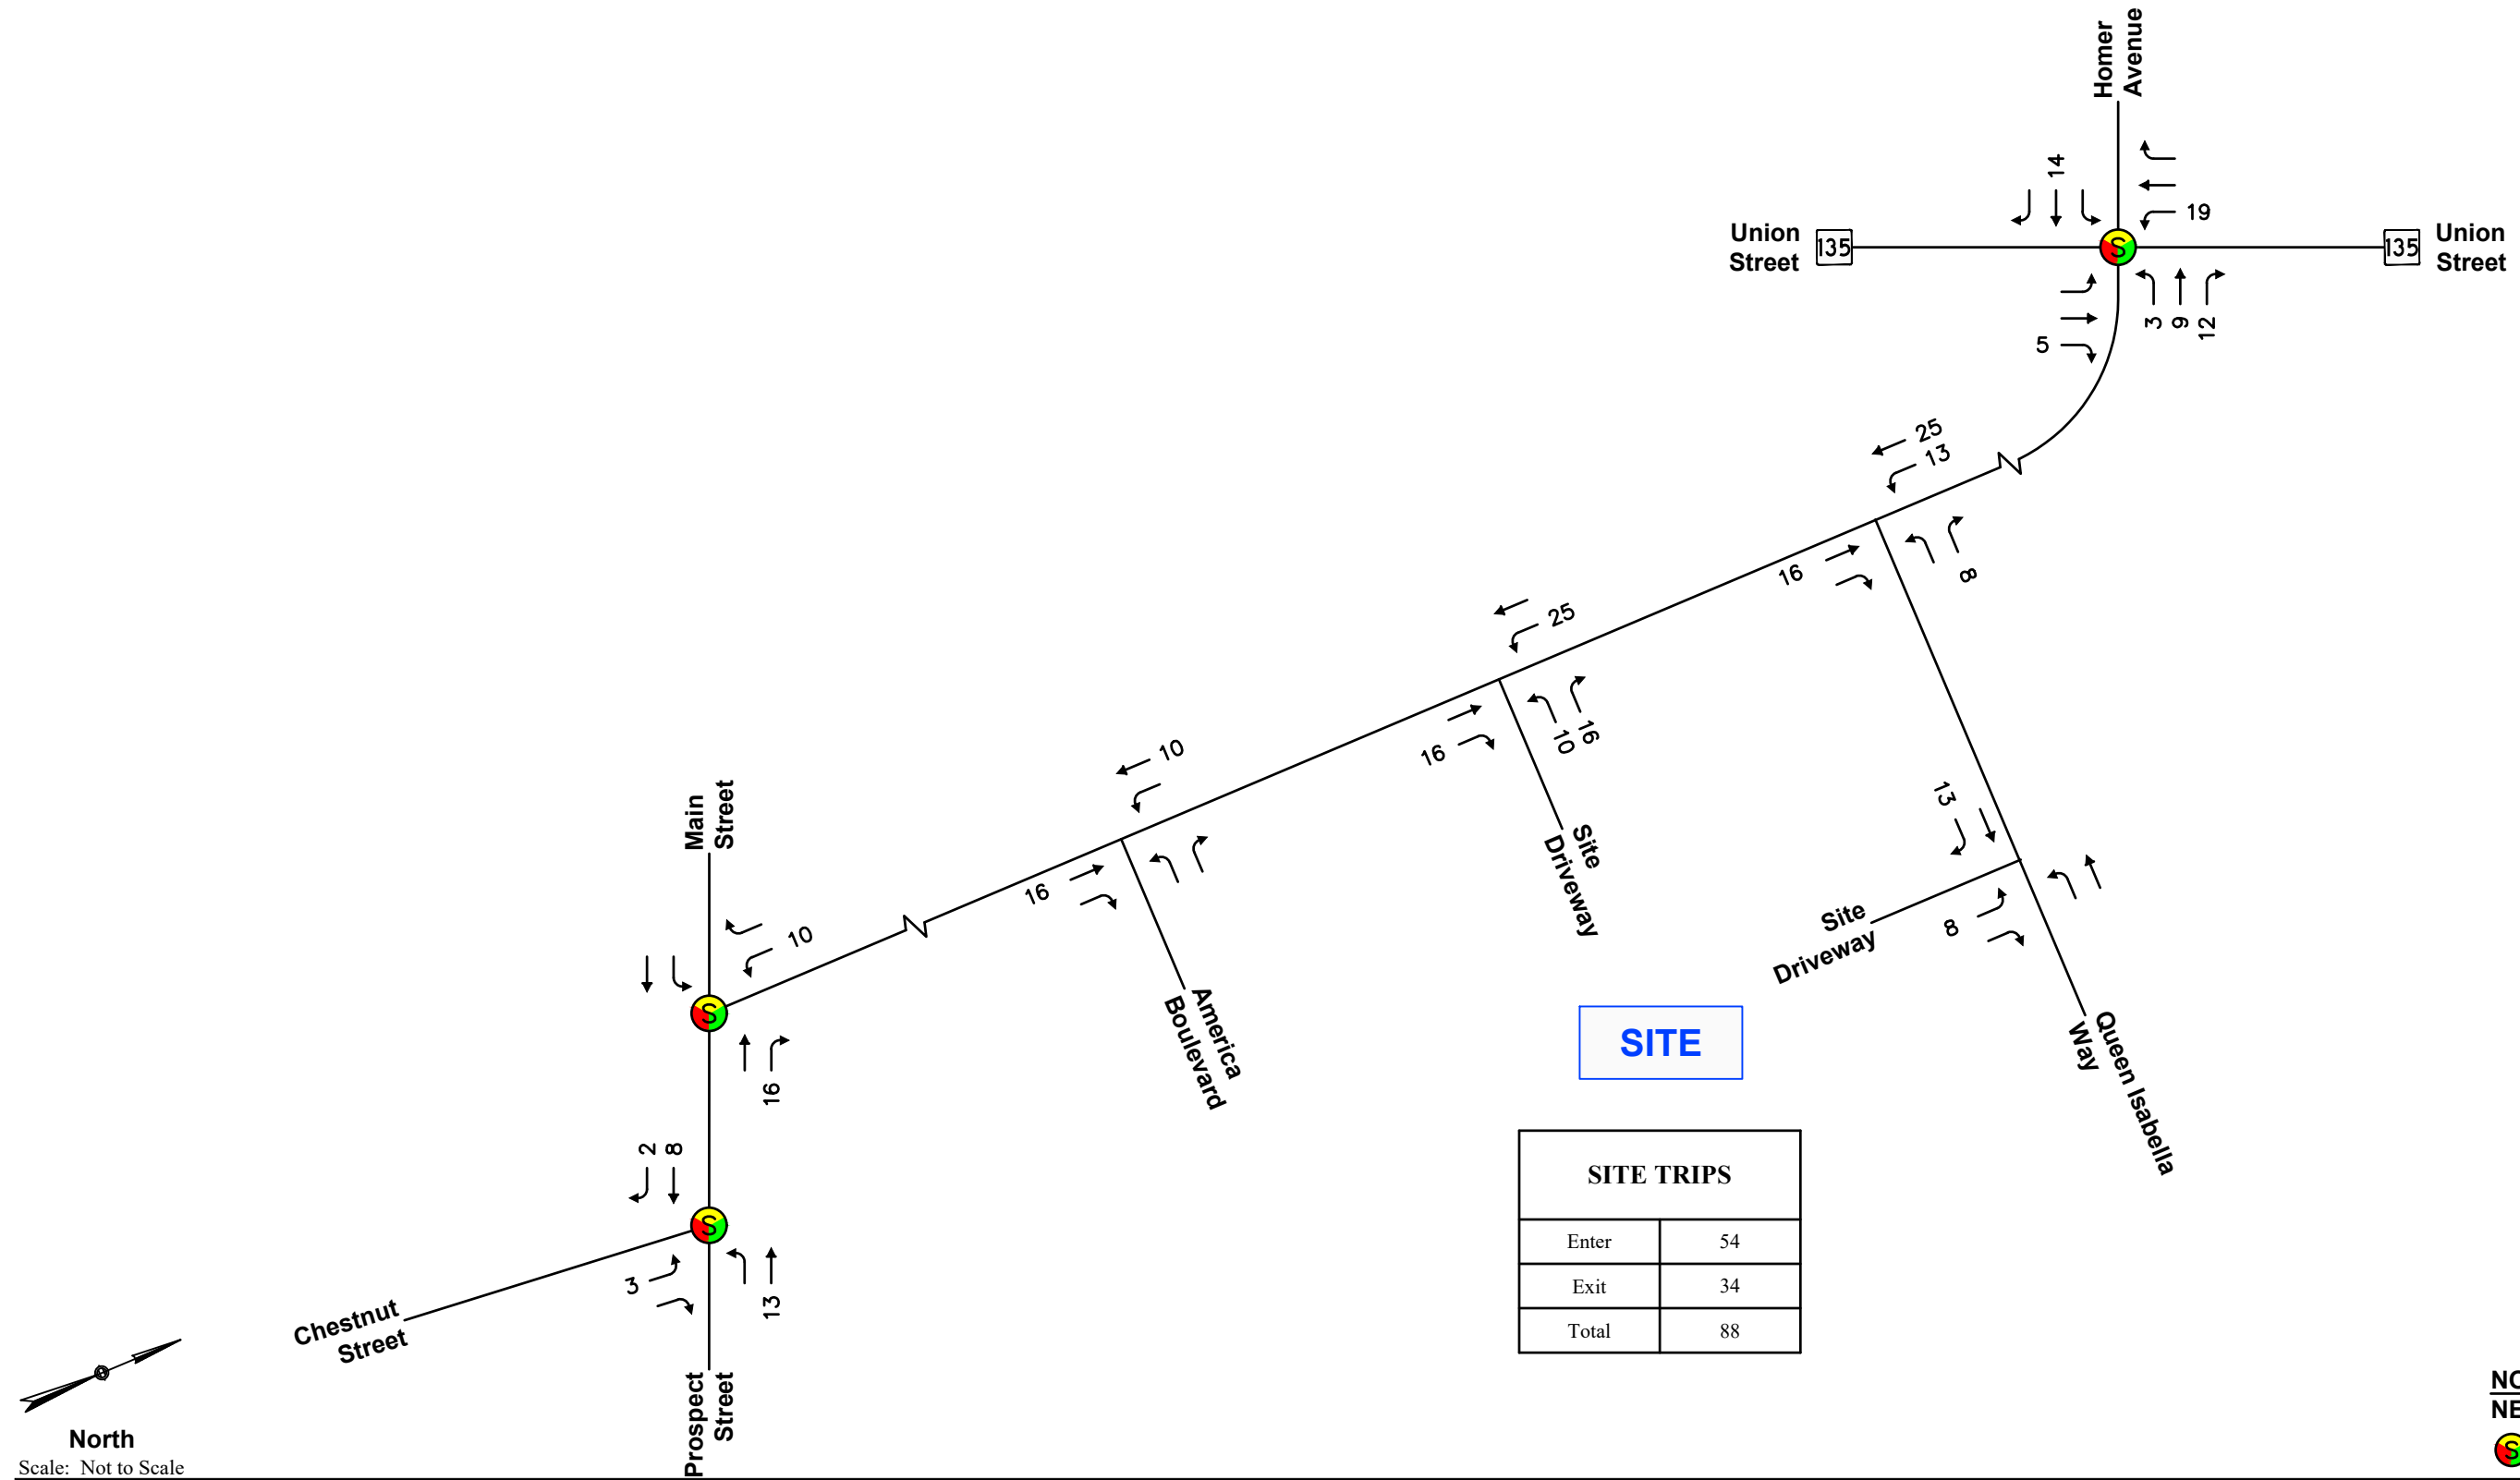 Homer
Avenue
14
19
Union
Street
135
S
135
Union
Street
3
9
12
5
25
13
16
8
25
16
16
10
Site
Driveway
10
16
America
Boulevard
13
8
Site
Driveway
Queen Isabella
Way
Main
Street
10
S
16
2
8
S
3
13
Chestnut
Street
Prospect
Street
SITE
SITE TRIPS
Enter 54
Exit 34
Total 88
North
Scale: Not to Scale
S